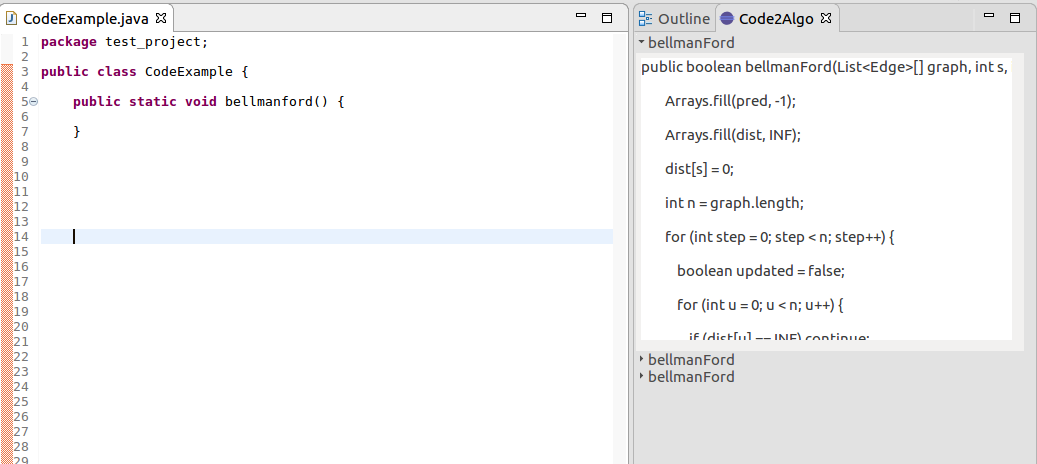 CodeExample.java
1 package test_project;
2
3 public class CodeExample {
4
5 public static void bellmanford() {
6
7 }
8
9
10
11
12
13
14
15
16
17
18
19
20
21
22
23
24
25
26
27
28
29
Outline Code2Algo
bellmanFord
public boolean bellmanFord(List<Edge>[] graph, int s,
Arrays.fill(pred, -1);
Arrays.fill(dist, INF);
dist[s] = 0;
int n = graph.length;
for (int step = 0; step < n; step++) {
boolean updated = false;
for (int u = 0; u < n; u++) {
if (dist[u] == INF) continue;
bellmanFord
bellmanFord